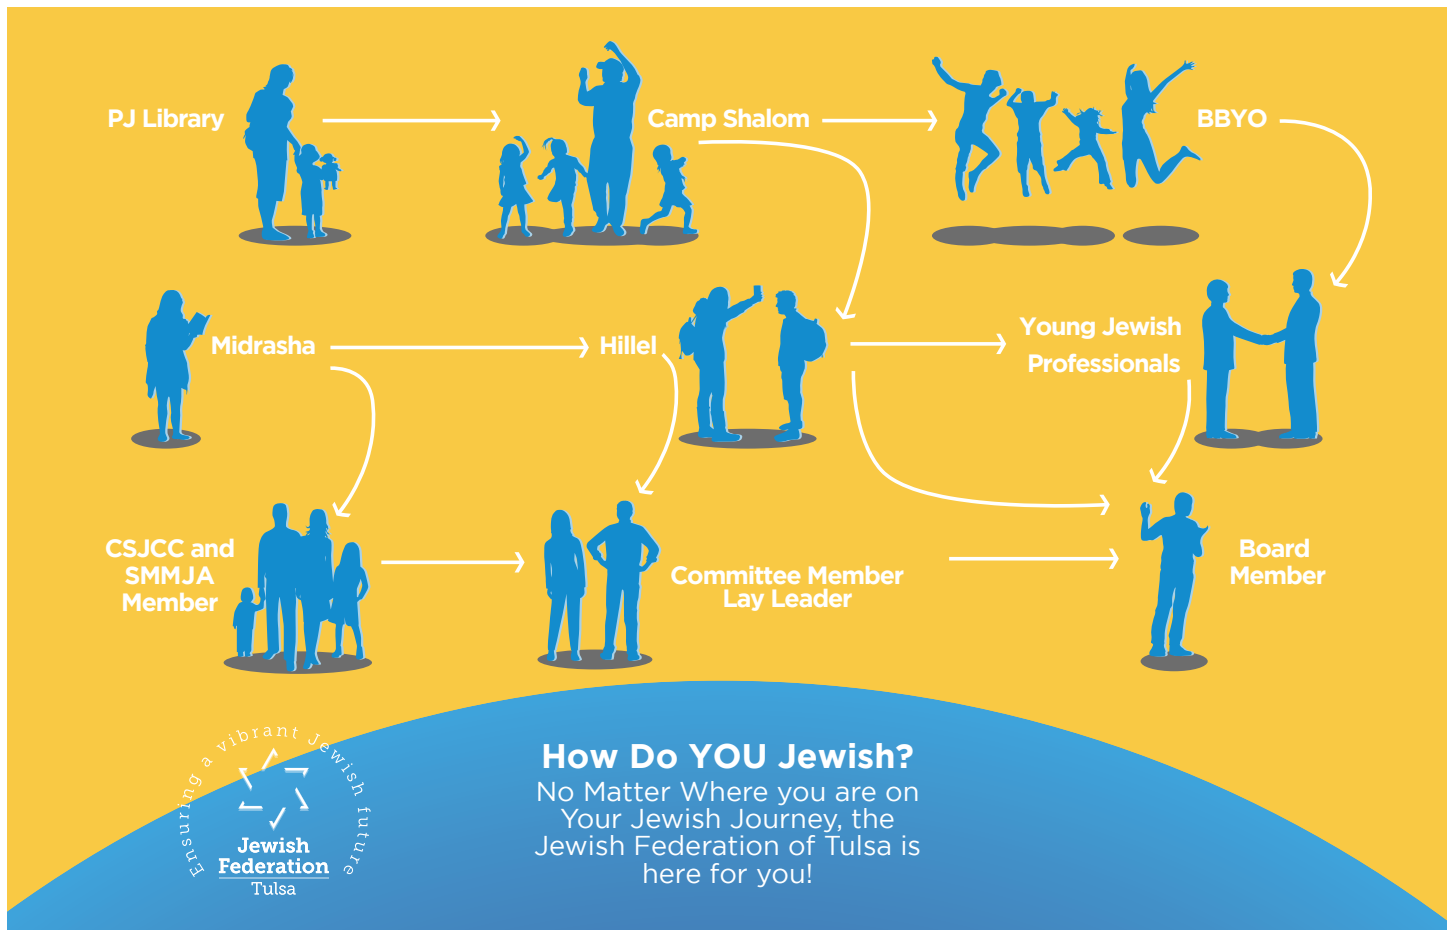 PJ Library
Camp Shalom
BBYO
Midrasha
Hillel
Young Jewish
Professionals
CSJCC and
SMMJA
Member
Committee Member
Lay Leader
Board
Member
Ensuring a vibrant Jewish future
Jewish
Federation
Tulsa
How Do YOU Jewish?
No Matter Where you are on
Your Jewish Journey, the
Jewish Federation of Tulsa is
here for you!